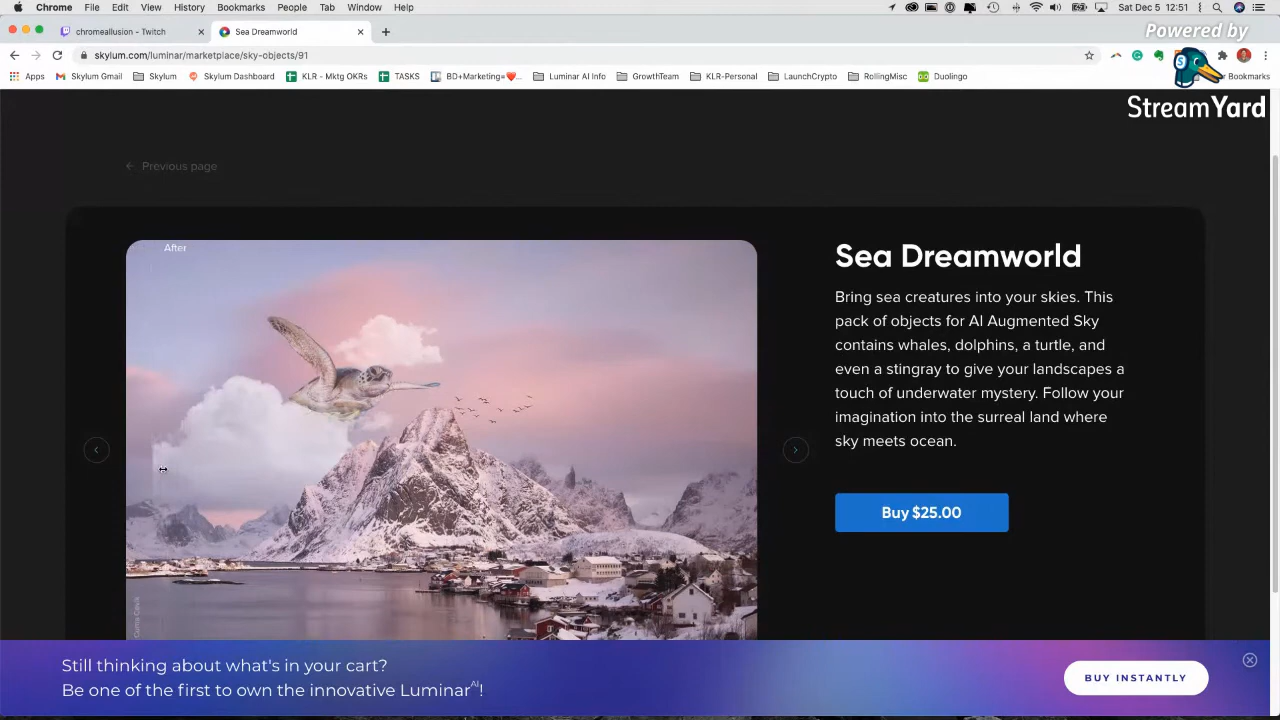 Chrome File Edit View History Bookmarks People Tab Window Help Sat Dec 5 12:51
chromeallusion - Twitch Sea Dreamworld
Powered by
skylum.com/luminar/marketplace/sky-objects/91
Apps Skylum Gmail Skylum Skylum Dashboard KLR - Mktg OKRs TASKS BD+Marketing=❤️... Luminar AI Info GrowthTeam KLR-Personal LaunchCrypto RollingMisc Duolingo Bookmarks
StreamYard
Previous page
After
Sea Dreamworld
Bring sea creatures into your skies. This
pack of objects for AI Augmented Sky
contains whales, dolphins, a turtle, and
even a stingray to give your landscapes a
touch of underwater mystery. Follow your
imagination into the surreal land where
sky meets ocean.
Buy $25.00
Still thinking about what's in your cart?
Be one of the first to own the innovative Luminar AI!
BUY INSTANTLY